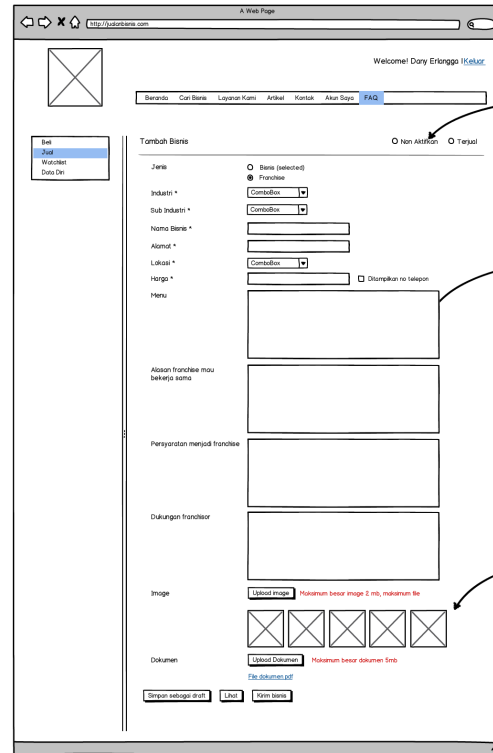 A Web Page
http://jualanbisnis.com
Welcome! Dany Erlangga | Keluar
Beranda Cari Bisnis Layanan Kami Artikel Kontak Akun Saya FAQ
Beli
Jual
Watchlist
Data Diri
Tambah Bisnis
Non Aktifkan Terjual
Jenis
Bisnis (selected)
Franchise
Industri * ComboBox
Sub Industri * ComboBox
Nama Bisnis *
Alamat *
Lokasi * ComboBox
Harga * Ditampilkan no telepon
Menu
Alasan franchise mau
bekerja sama
Persyaratan menjadi franchise
Dukungan franchisor
Image Upload image Maksimum besar image 2 mb, maksimum file
Dokumen Upload Dokumen Maksimum besar dokumen 5mb
File dokumen.pdf
Simpan sebagai draft Lihat Kirim bisnis